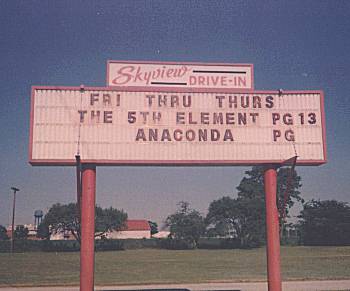 Skyview
DRIVE-IN
FRI THRU THURS
THE 5TH ELEMENT PG13
ANACONDA PG